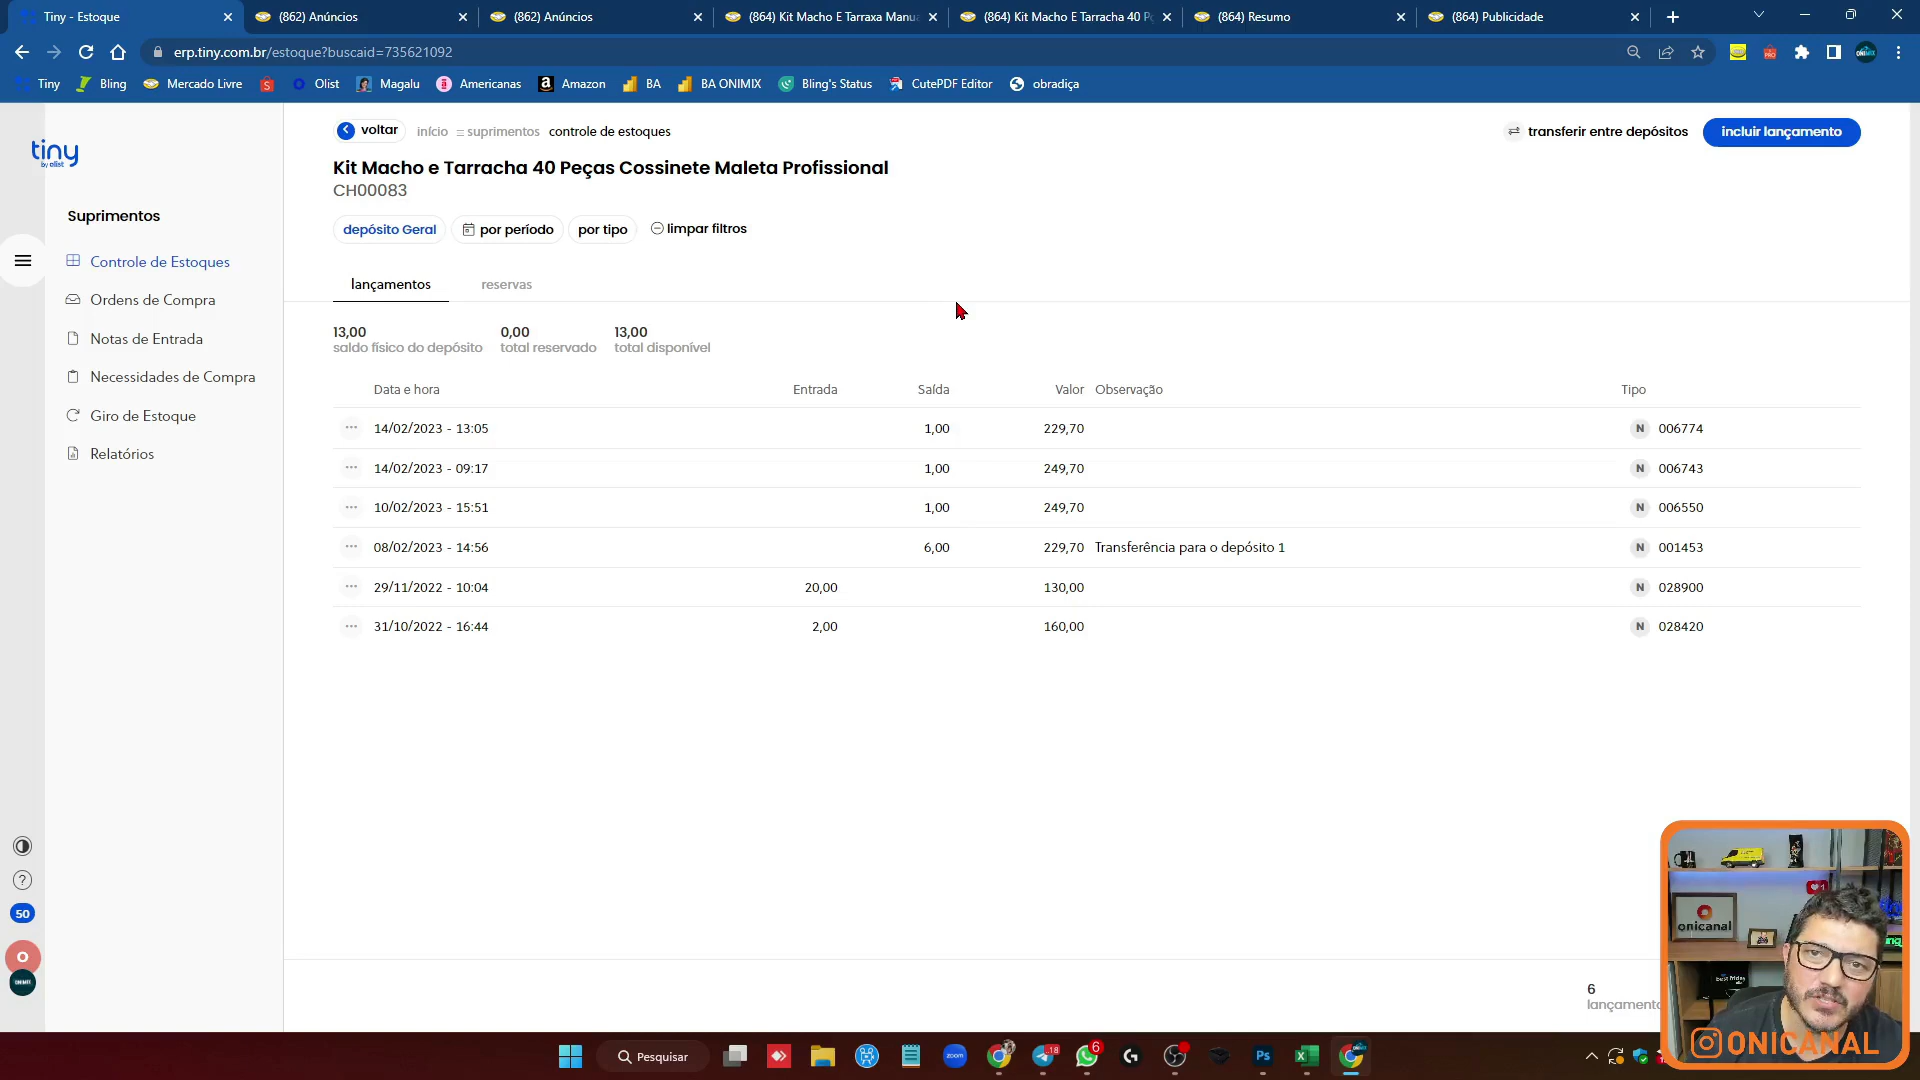 Tiny - Estoque
(862) Anúncios
(862) Anúncios
(864) Kit Macho E Tarraxa Manu
(864) Kit Macho E Tarracha 40 P
(864) Resumo
(864) Publicidade
erp.tiny.com.br/estoque?buscaid=735621092
Tiny
Bling
Mercado Livre
Olist
Magalu
Americanas
Amazon
BA
BA ONIMIX
Bling's Status
CutePDF Editor
obradiça
tiny
by olist
Suprimentos
Controle de Estoques
Ordens de Compra
Notas de Entrada
Necessidades de Compra
Giro de Estoque
Relatórios
50
O
voltar
início
suprimentos
controle de estoques
transferir entre depósitos
incluir lançamento
Kit Macho e Tarracha 40 Peças Cossinete Maleta Profissional
CH00083
depósito Geral
por período
por tipo
limpar filtros
lançamentos
reservas
13,00 0,00 13,00
saldo físico do depósito total reservado total disponível
Data e hora Entrada Saída Valor Observação Tipo
14/02/2023 - 13:05 1,00 229,70 N 006774
14/02/2023 - 09:17 1,00 249,70 N 006743
10/02/2023 - 15:51 1,00 249,70 N 006550
08/02/2023 - 14:56 6,00 229,70 Transferência para o depósito 1 N 001453
29/11/2022 - 10:04 20,00 130,00 N 028900
31/10/2022 - 16:44 2,00 160,00 N 028420
6
lançamento
onicanal
ONICANAL
Pesquisar
zoom
18
6
Ps